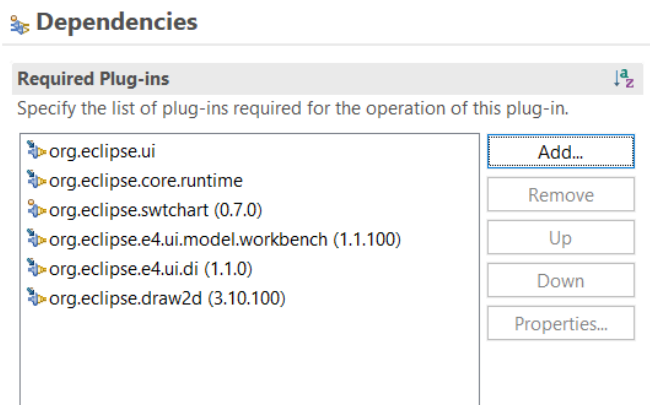 Dependencies
Required Plug-ins
a
z
Specify the list of plug-ins required for the operation of this plug-in.
org.eclipse.ui
org.eclipse.core.runtime
org.eclipse.swtchart (0.7.0)
org.eclipse.e4.ui.model.workbench (1.1.100)
org.eclipse.e4.ui.di (1.1.0)
org.eclipse.draw2d (3.10.100)
Add...
Remove
Up
Down
Properties...